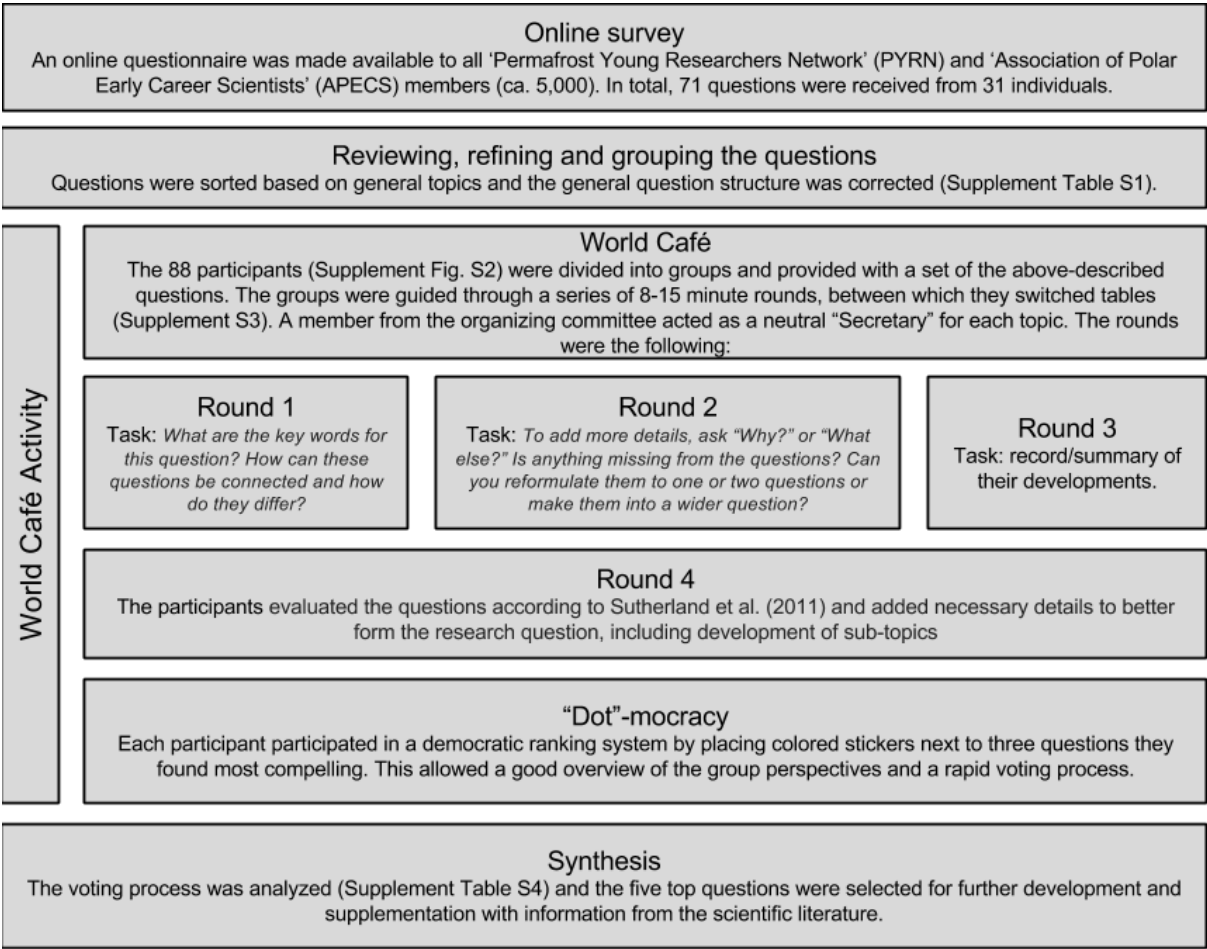 Online survey
An online questionnaire was made available to all ‘Permafrost Young Researchers Network’ (PYRN) and ‘Association of Polar
Early Career Scientists’ (APECS) members (ca. 5,000). In total, 71 questions were received from 31 individuals.
Reviewing, refining and grouping the questions
Questions were sorted based on general topics and the general question structure was corrected (Supplement Table S1).
World Café Activity
World Café
The 88 participants (Supplement Fig. S2) were divided into groups and provided with a set of the above-described
questions. The groups were guided through a series of 8-15 minute rounds, between which they switched tables
(Supplement S3). A member from the organizing committee acted as a neutral “Secretary” for each topic. The rounds
were the following:
Round 1
Task: What are the key words for
this question? How can these
questions be connected and how
do they differ?
Round 2
Task: To add more details, ask “Why?” or “What
else?” Is anything missing from the questions? Can
you reformulate them to one or two questions or
make them into a wider question?
Round 3
Task: record/summary of
their developments.
Round 4
The participants evaluated the questions according to Sutherland et al. (2011) and added necessary details to better
form the research question, including development of sub-topics
“Dot”-mocracy
Each participant participated in a democratic ranking system by placing colored stickers next to three questions they
found most compelling. This allowed a good overview of the group perspectives and a rapid voting process.
Synthesis
The voting process was analyzed (Supplement Table S4) and the five top questions were selected for further development and
supplementation with information from the scientific literature.